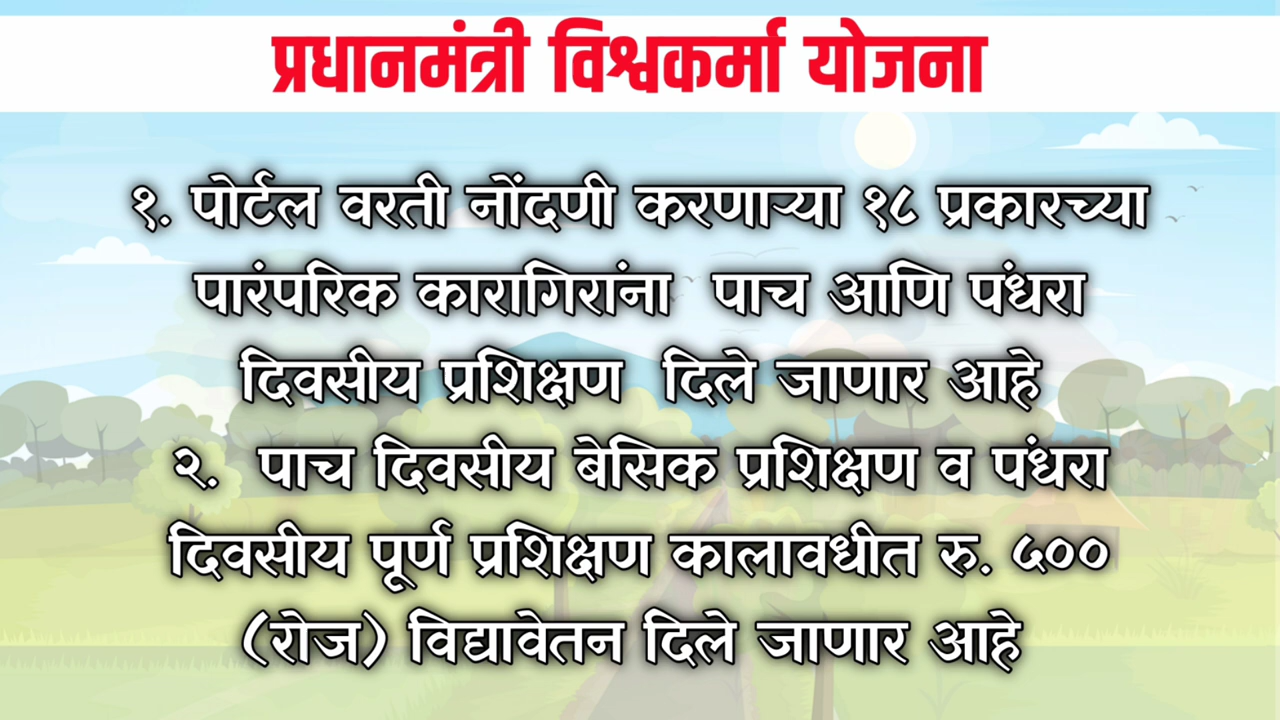 प्रधानमंत्री विश्वकर्मा योजना
१. पोर्टल वरती नोंदणी करणाऱ्या १८ प्रकारच्या
पारंपरिक कारागिरांना पाच आणि पंधरा
दिवसीय प्रशिक्षण दिले जाणार आहे
२. पाच दिवसीय बेसिक प्रशिक्षण व पंधरा
दिवसीय पूर्ण प्रशिक्षण कालावधीत रु. ५००
(रोज) विद्यावेतन दिले जाणार आहे